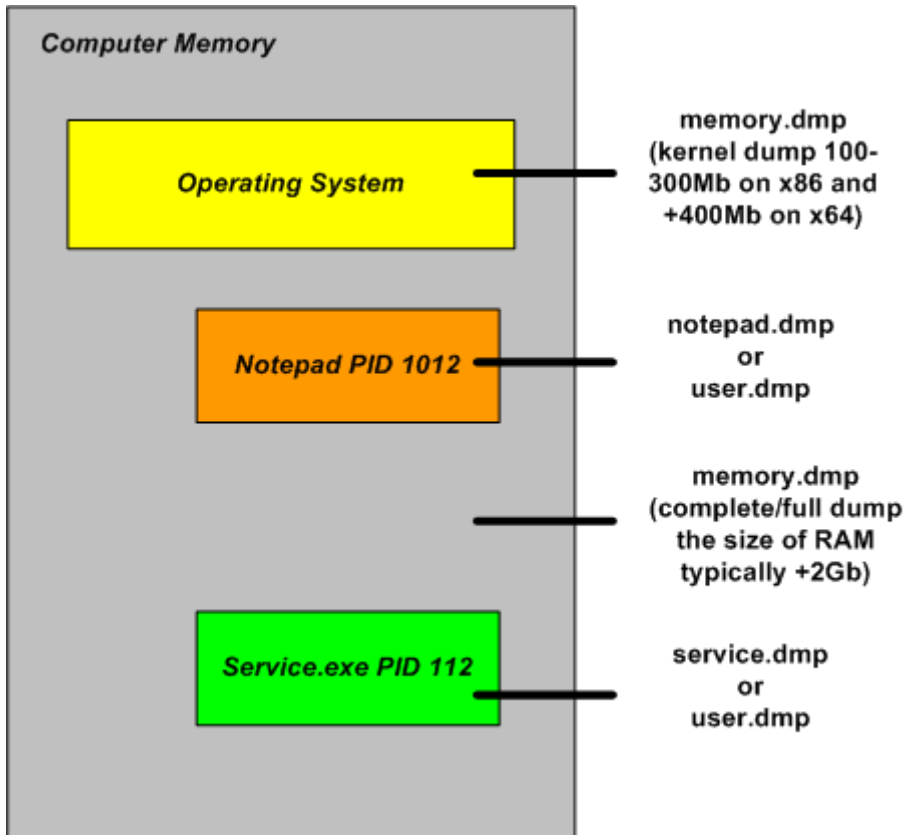 Computer Memory
Operating System
memory.dmp
(kernel dump 100-
300Mb on x86 and
+400Mb on x64)
Notepad PID 1012
notepad.dmp
or
user.dmp
memory.dmp
(complete/full dump
the size of RAM
typically +2Gb)
Service.exe PID 112
service.dmp
or
user.dmp